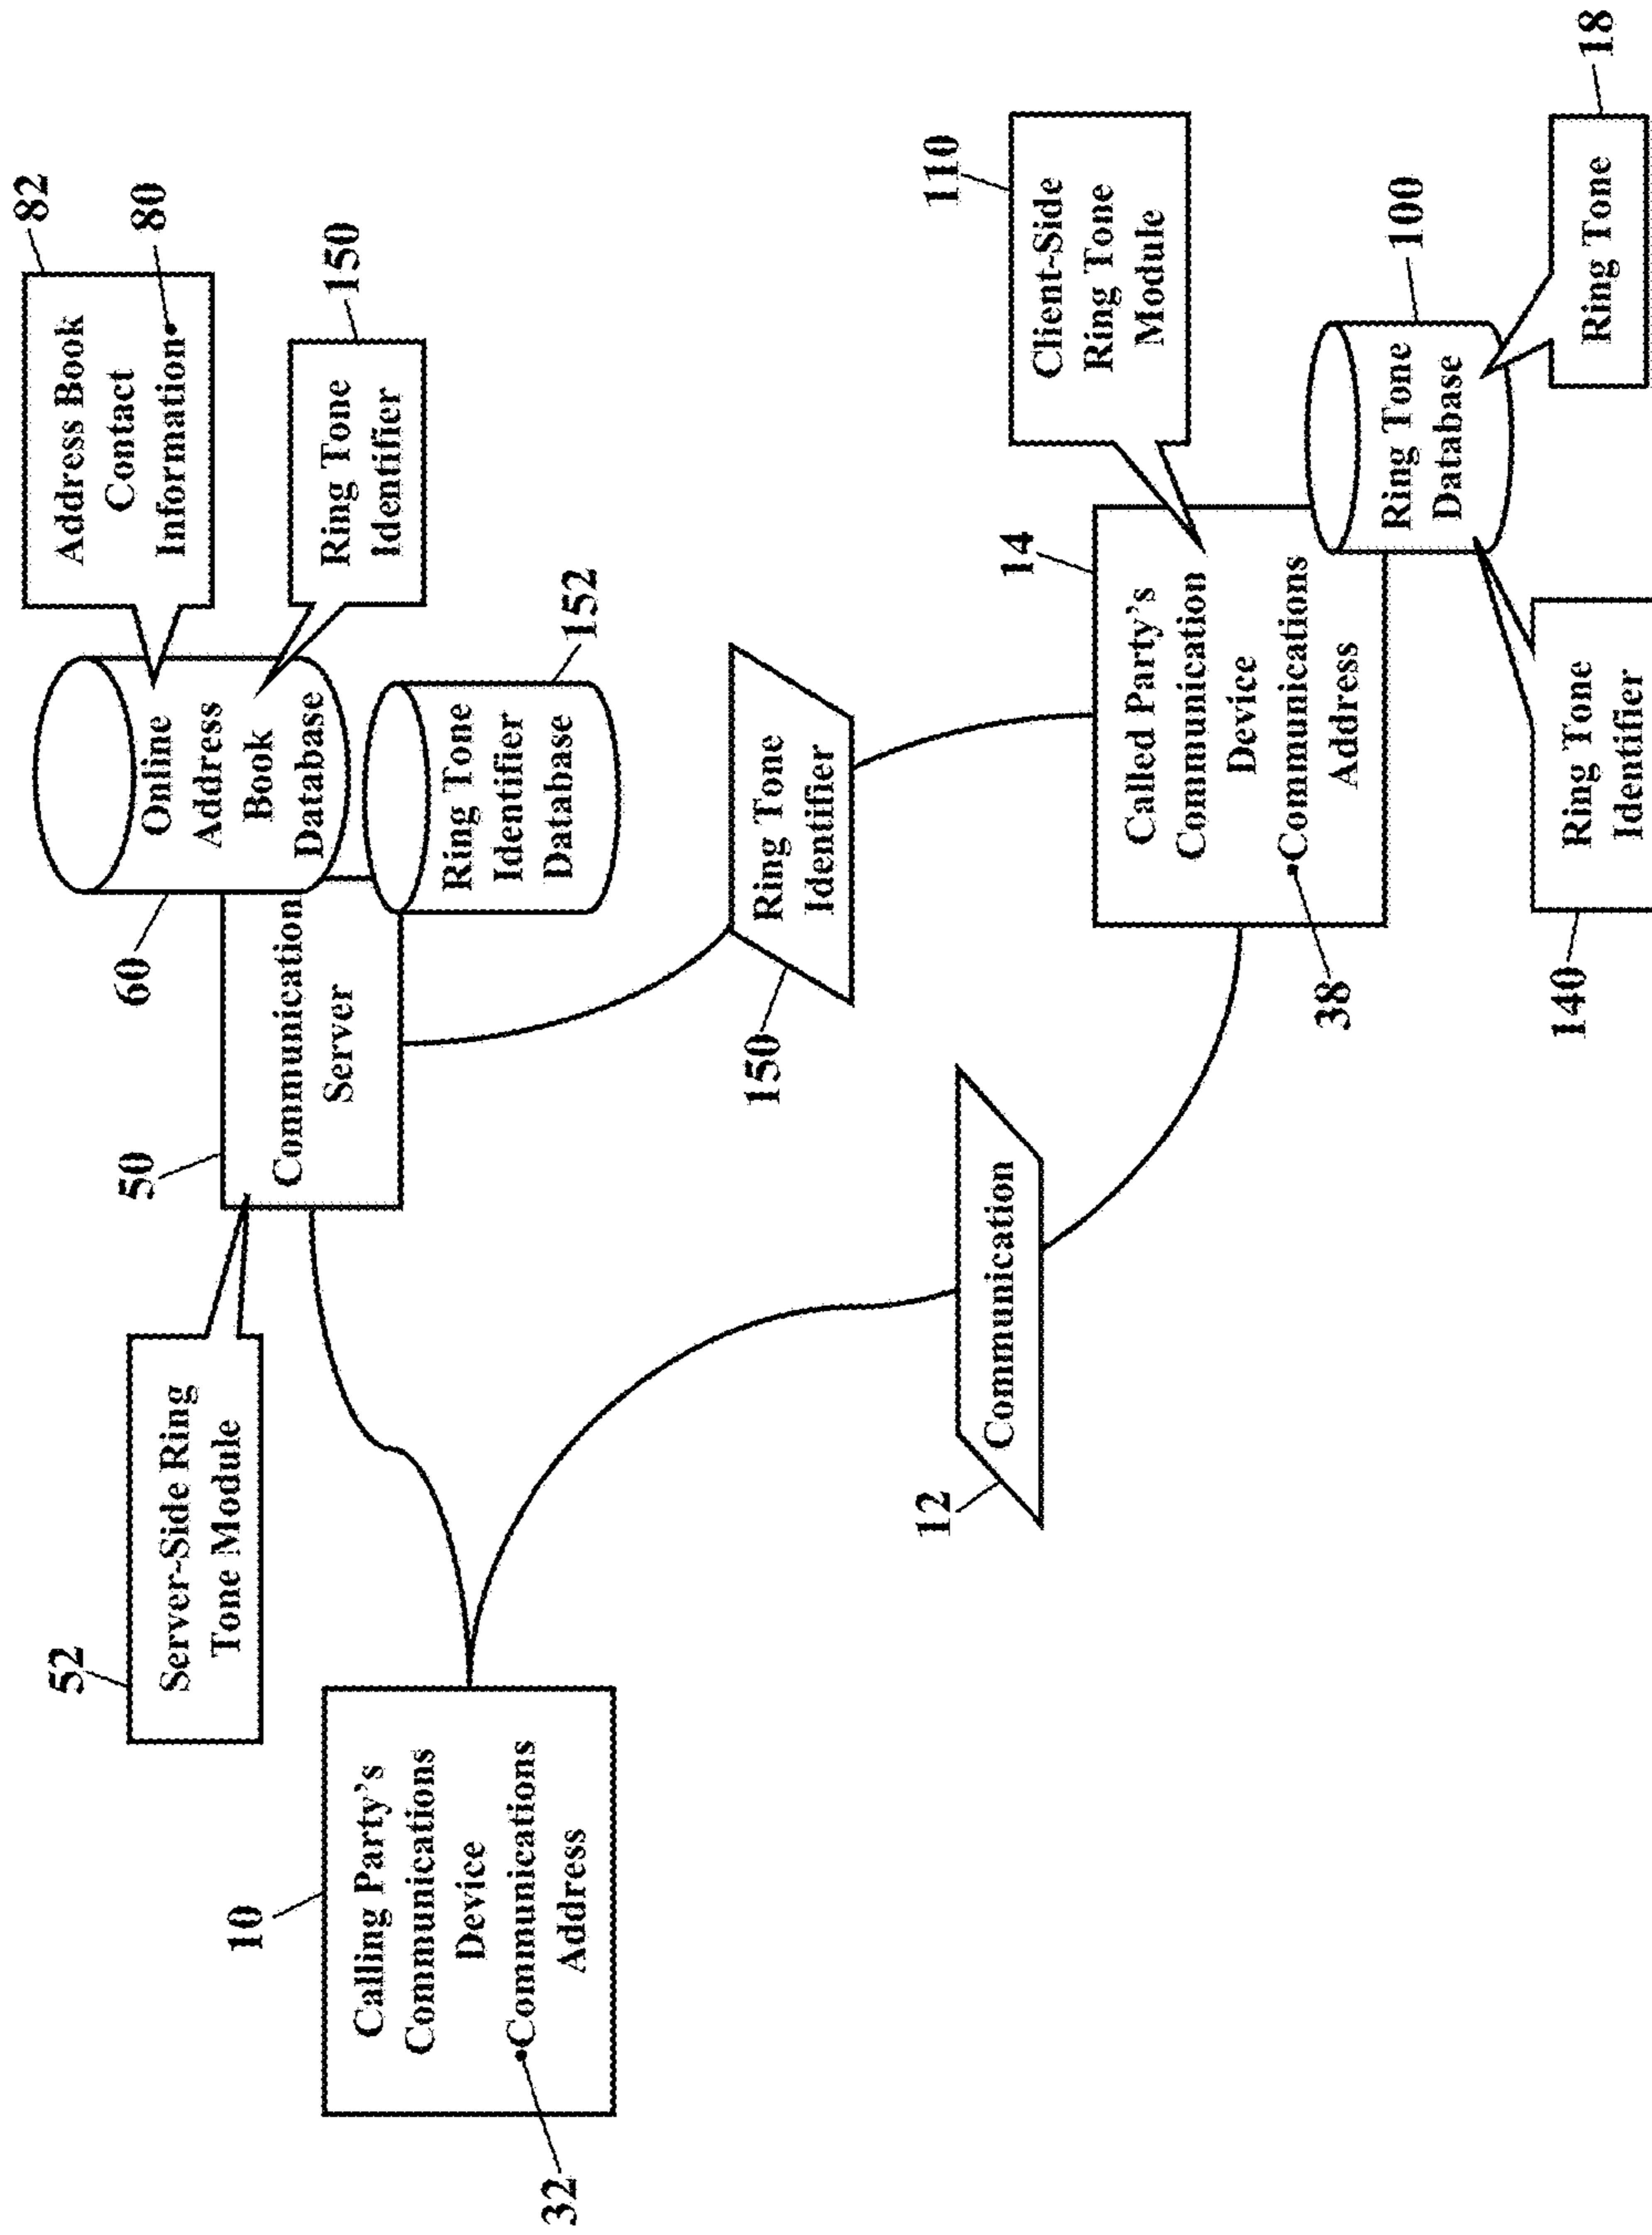 82
Address Book
Contact
Information
80
Online
Address
Book
Database
60
Ring Tone
Identifier
150
52
Server-Side Ring
Tone Module
50
Communication
Server
Ring Tone
Identifier
Database
152
10
Calling Party's
Communications
Device
Communications
Address
32
Ring Tone
Identifier
150
12
Communication
14
Called Party's
Communication
Device
Communications
Address
38
110
Client-Side
Ring Tone
Module
Ring Tone
Database
100
Ring Tone
Identifier
140
Ring Tone
18